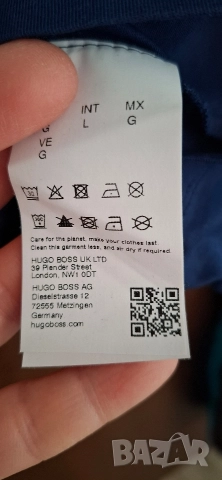 INT MX
G L G
VE
G
Care for the planet, make your clothes last.
Clean this garment less, and air dry if required.
HUGO BOSS UK LTD
39 Plender Street
London, NW1 0DT
HUGO BOSS AG
Dieselstrasse 12
72555 Metzingen
Germany
hugoboss.com
BAZAR.BG